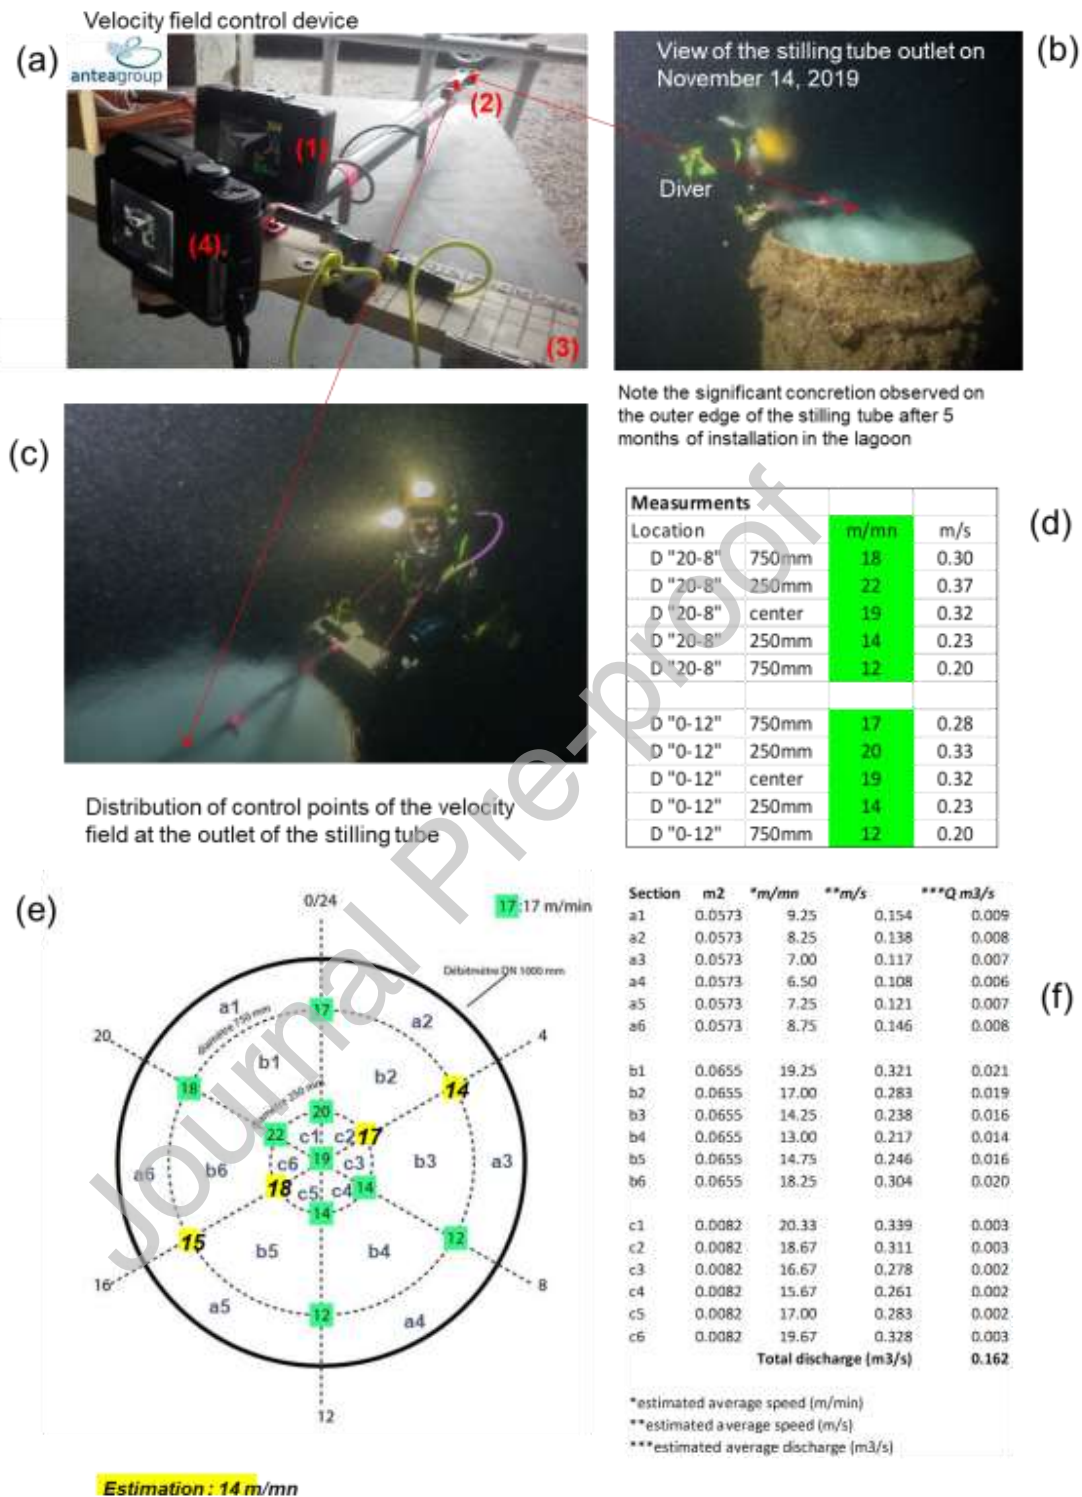 Velocity field control device
(a)
anteagroup
(1)
(2)
(3)
(4)
(b)
View of the stilling tube outlet on
November 14, 2019
Diver
Note the significant concretion observed on
the outer edge of the stilling tube after 5
months of installation in the lagoon
(c)
(d)
Measurments
Location m/mn m/s
D "20-8" 750mm 18 0.30
D "20-8" 250mm 22 0.37
D "20-8" center 19 0.32
D "20-8" 250mm 14 0.23
D "20-8" 750mm 12 0.20
D "0-12" 750mm 17 0.28
D "0-12" 250mm 20 0.33
D "0-12" center 19 0.32
D "0-12" 250mm 14 0.23
D "0-12" 750mm 12 0.20
Distribution of control points of the velocity
field at the outlet of the stilling tube
(e)
0/24
17:17 m/min
Débitmètre DN 1000 mm
a1
diamètre 750 mm
17
a2
20
4
b1
b2
18
14
diamètre 250 mm
20
22
c1
c2
17
a6
b6
c6
19
c3
b3
a3
18
c5
c4
14
14
15
b5
b4
12
16
8
a5
12
a4
12
Estimation : 14 m/mn
(f)
Section m2 *m/mn **m/s ***Q m3/s
a1 0.0573 9.25 0.154 0.009
a2 0.0573 8.25 0.138 0.008
a3 0.0573 7.00 0.117 0.007
a4 0.0573 6.50 0.108 0.006
a5 0.0573 7.25 0.121 0.007
a6 0.0573 8.75 0.146 0.008
b1 0.0655 19.25 0.321 0.021
b2 0.0655 17.00 0.283 0.019
b3 0.0655 14.25 0.238 0.016
b4 0.0655 13.00 0.217 0.014
b5 0.0655 14.75 0.246 0.016
b6 0.0655 18.25 0.304 0.020
c1 0.0082 20.33 0.339 0.003
c2 0.0082 18.67 0.311 0.003
c3 0.0082 16.67 0.278 0.002
c4 0.0082 15.67 0.261 0.002
c5 0.0082 17.00 0.283 0.002
c6 0.0082 19.67 0.328 0.003
Total discharge (m3/s) 0.162
*estimated average speed (m/min)
**estimated average speed (m/s)
***estimated average discharge (m3/s)
Journal Pre-proof